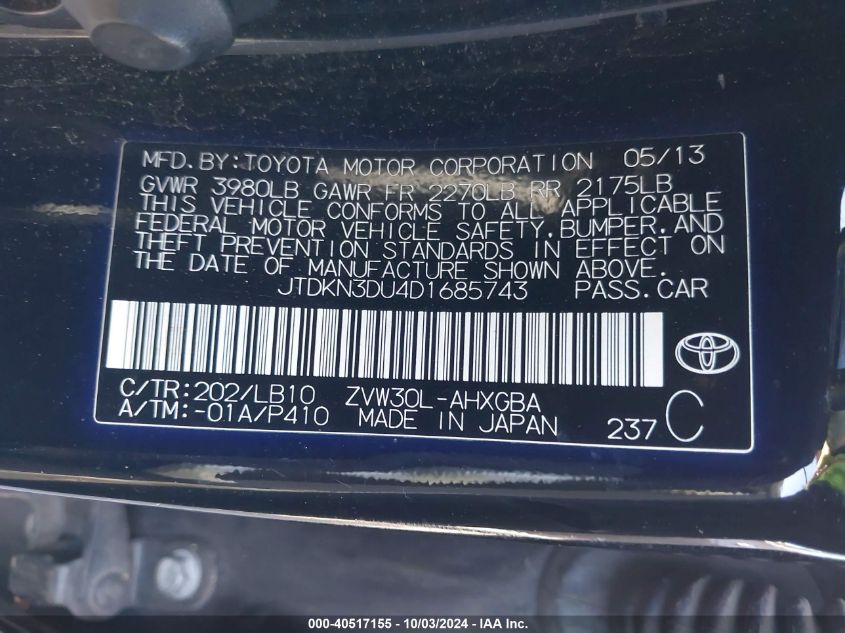 MFD.BY:TOYOTA MOTOR CORPORATION 05/13
GVWR 3980LB GAWR FR 2270LB RR 2175LB
THIS VEHICLE CONFORMS TO ALL APPLICABLE
FEDERAL MOTOR VEHICLE SAFETY,BUMPER,AND
THEFT PREVENTION STANDARDS IN EFFECT ON
THE DATE OF MANUFACTURE SHOWN ABOVE.
JTDKN3DU4D1685743 PASS.CAR
C/TR:202/LB10 ZVW30L-AHXGBA
A/TM:-01A/P410 MADE IN JAPAN 237 C
000-40517155 - 10/03/2024 - IAA Inc.